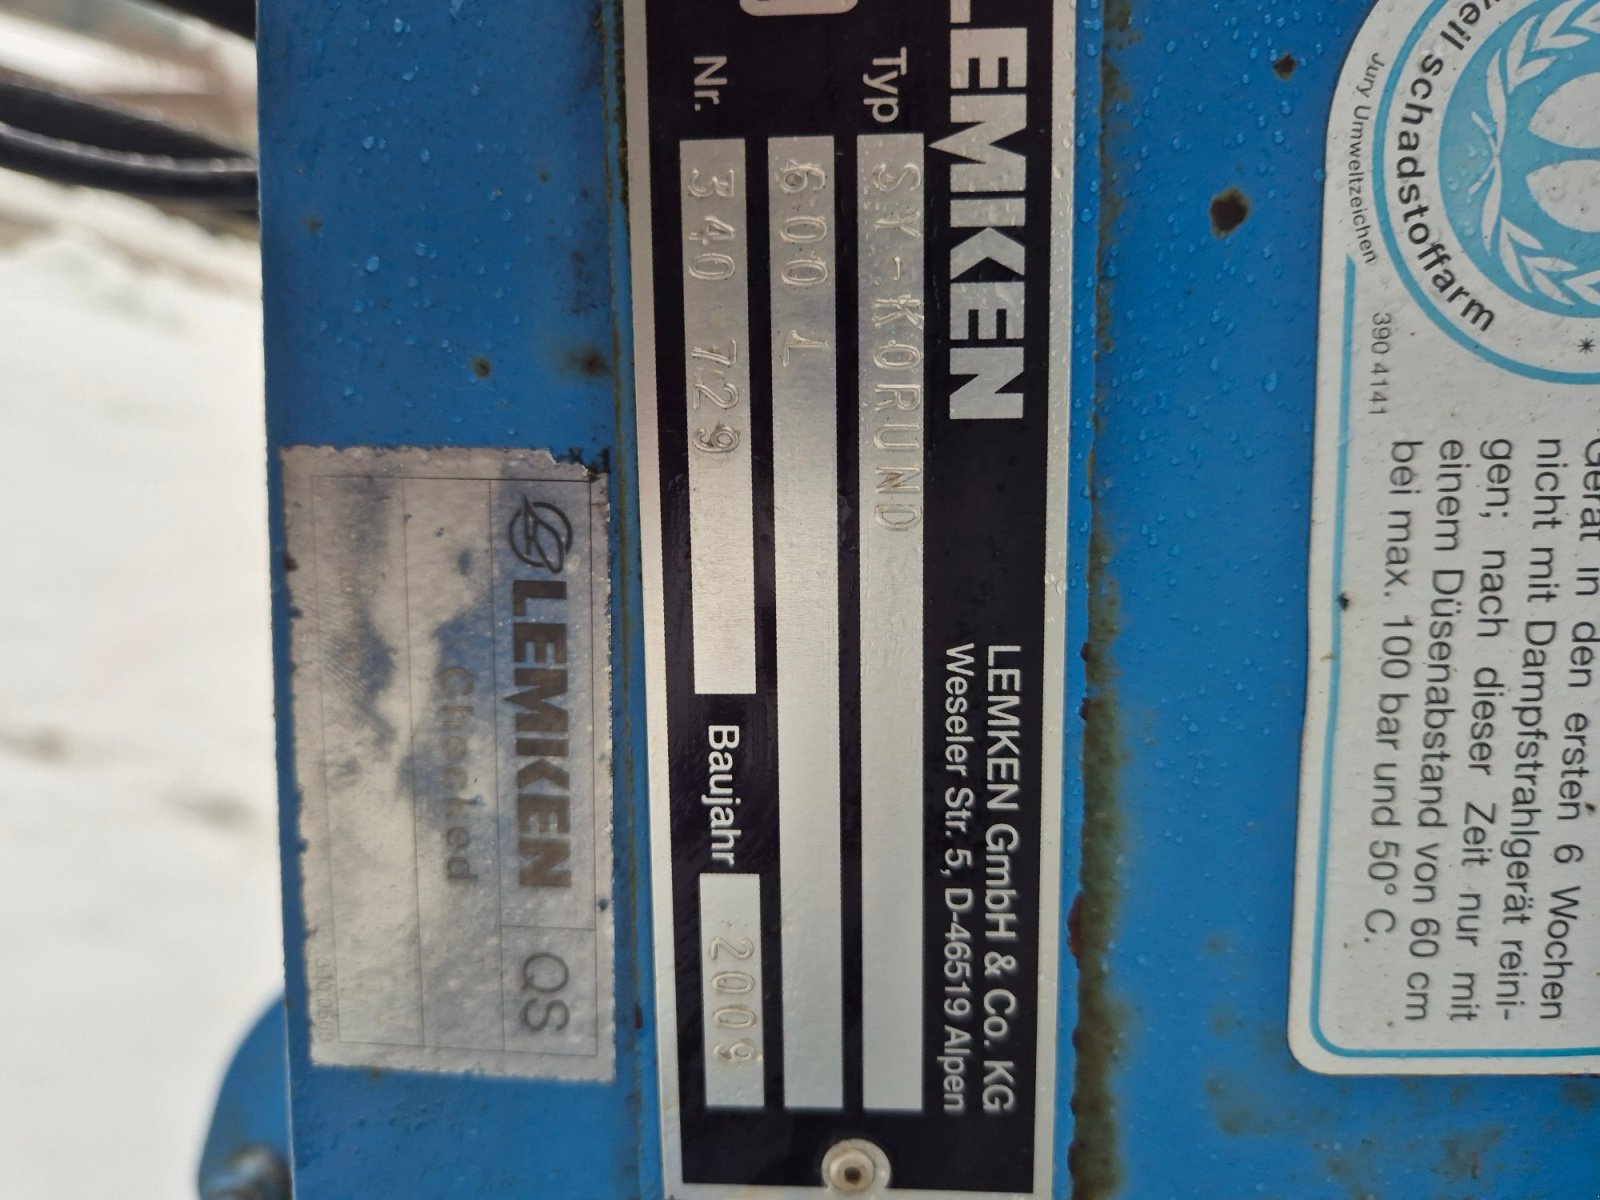 weil schadstoffarm
Jury Umweltzeichen
*
390 4141
Gerät in den ersten 6 Wochen
nicht mit Dampfstrahlgerät reini-
gen; nach dieser Zeit nur mit
einem Düsenabstand von 60 cm
bei max. 100 bar und 50° C.
LEMKEN
LEMKEN GmbH & Co. KG
Weseler Str. 5, D-46519 Alpen
Typ SY-KORUND
600 L
Nr. 340 729 Baujahr 2009
LEMKEN QS
Checked